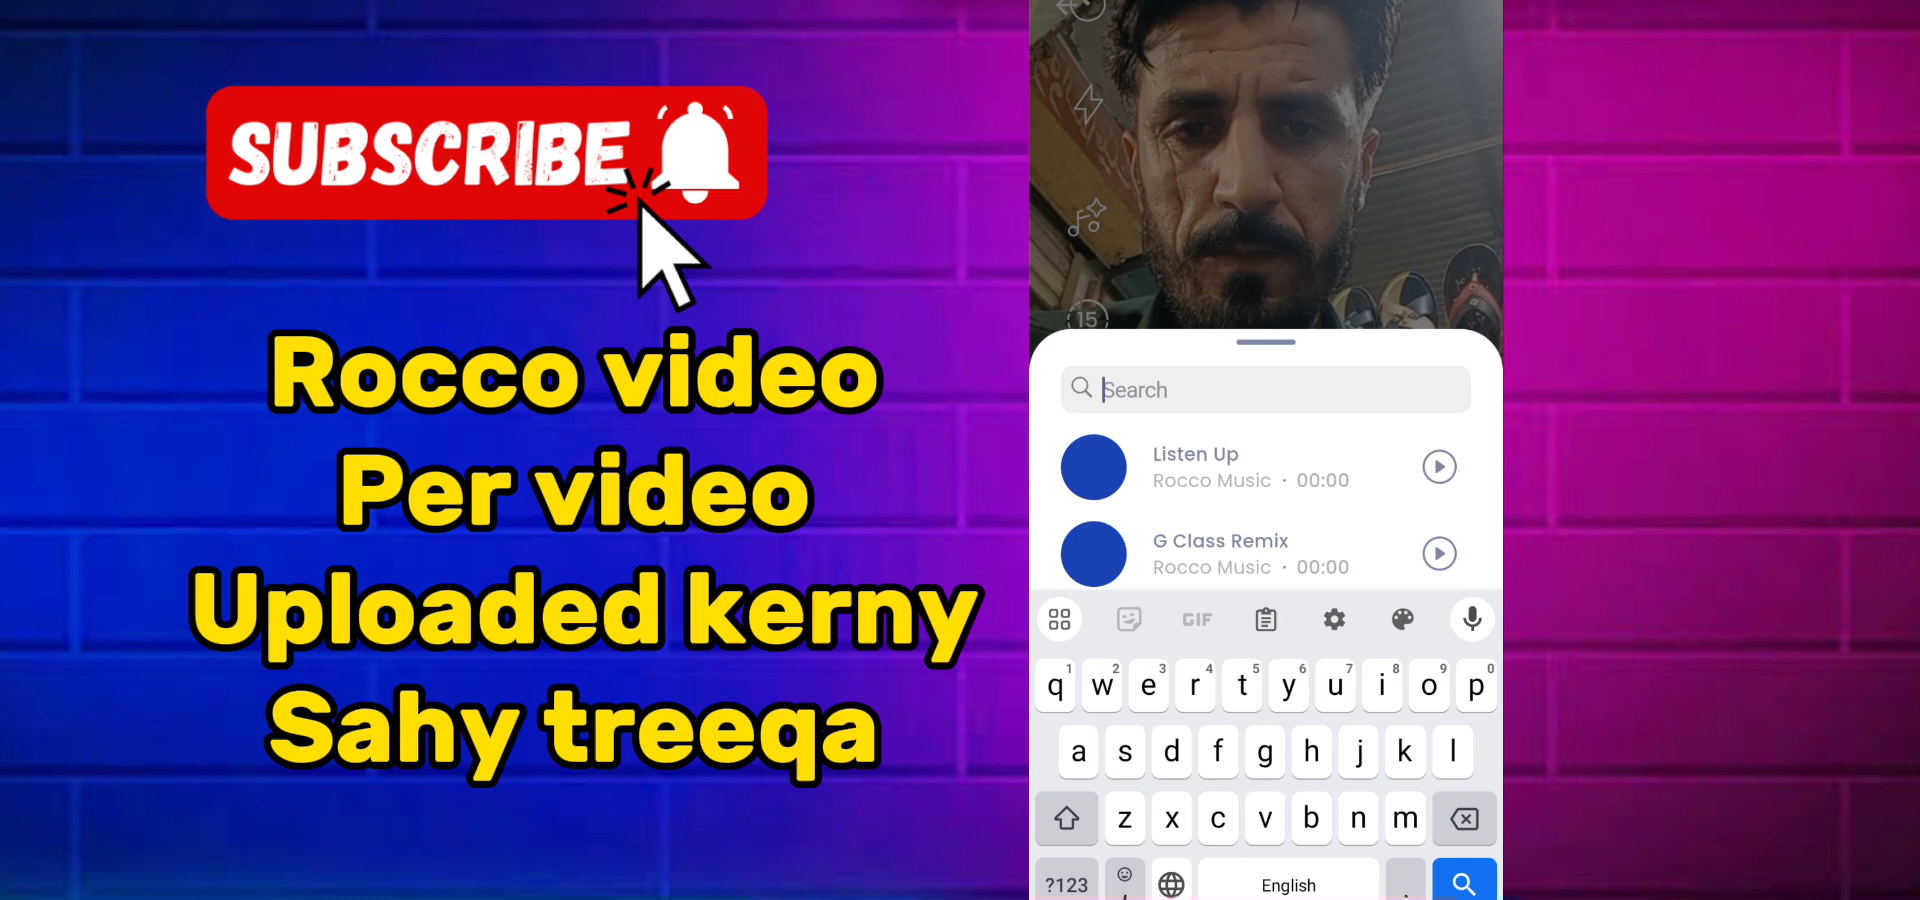 SUBSCRIBE
Rocco video
Per video
Uploaded kerny
Sahy treeqa
15
Search
Listen Up
Rocco Music · 00:00
G Class Remix
Rocco Music · 00:00
GIF
1 2 3 4 5 6 7 8 9 0
q w e r t y u i o p
a s d f g h j k l
z x c v b n m
?123 , English .